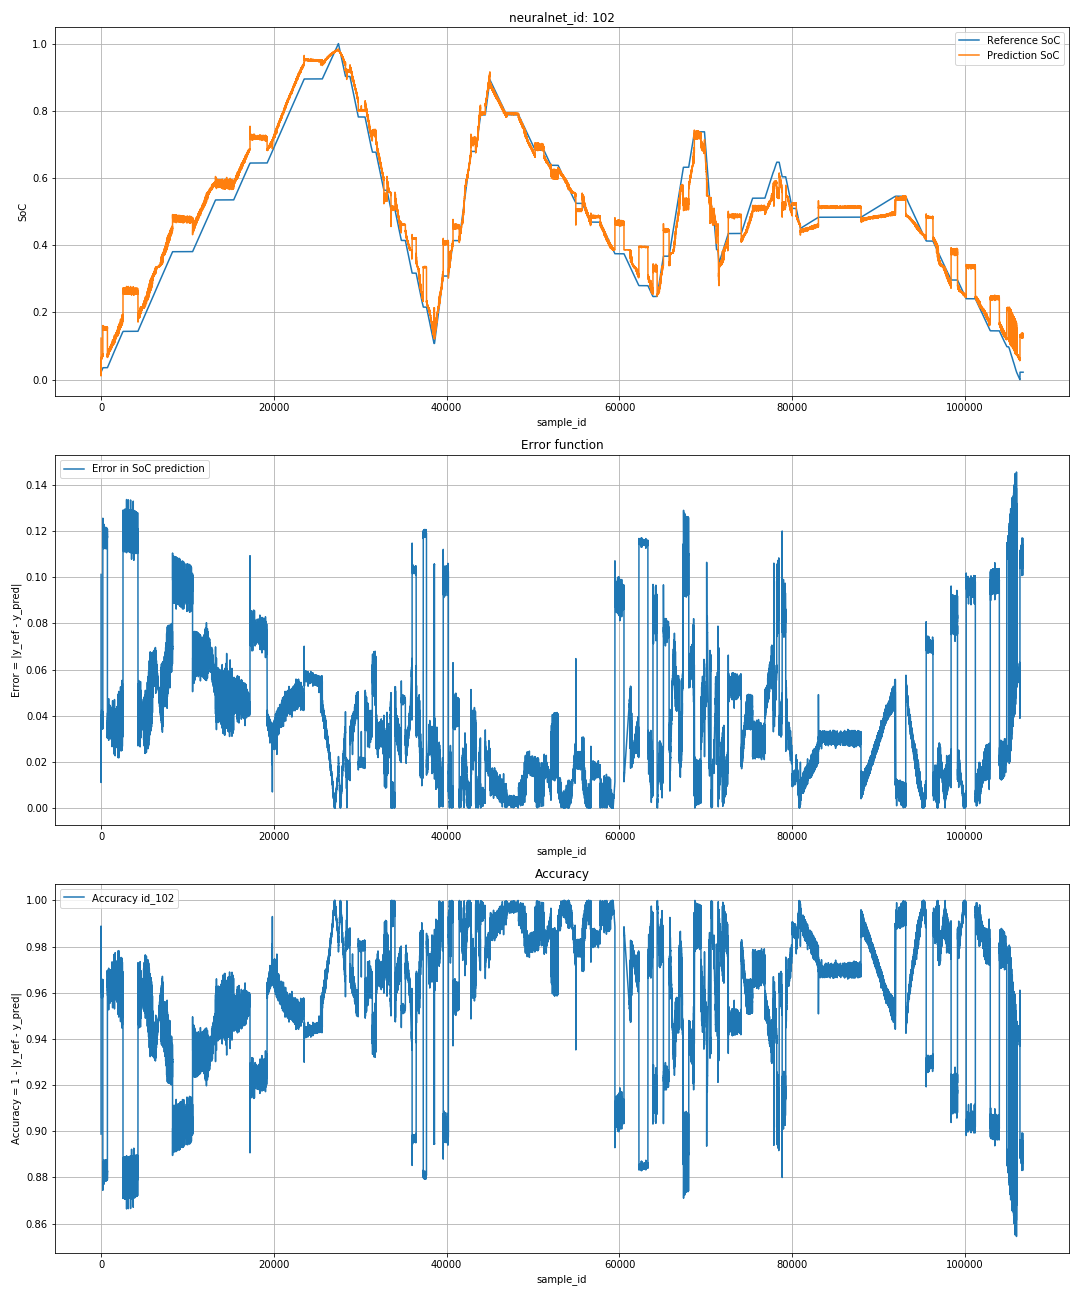 neuralnet_id: 102
Reference SoC
Prediction SoC
SoC
1.0
0.8
0.6
0.4
0.2
0.0
0 20000 40000 60000 80000 100000
sample_id
Error function
Error in SoC prediction
Error = |y_ref - y_pred|
0.14
0.12
0.10
0.08
0.06
0.04
0.02
0.00
0 20000 40000 60000 80000 100000
sample_id
Accuracy
Accuracy id_102
Accuracy = 1 - |y_ref - y_pred|
1.00
0.98
0.96
0.94
0.92
0.90
0.88
0.86
0 20000 40000 60000 80000 100000
sample_id